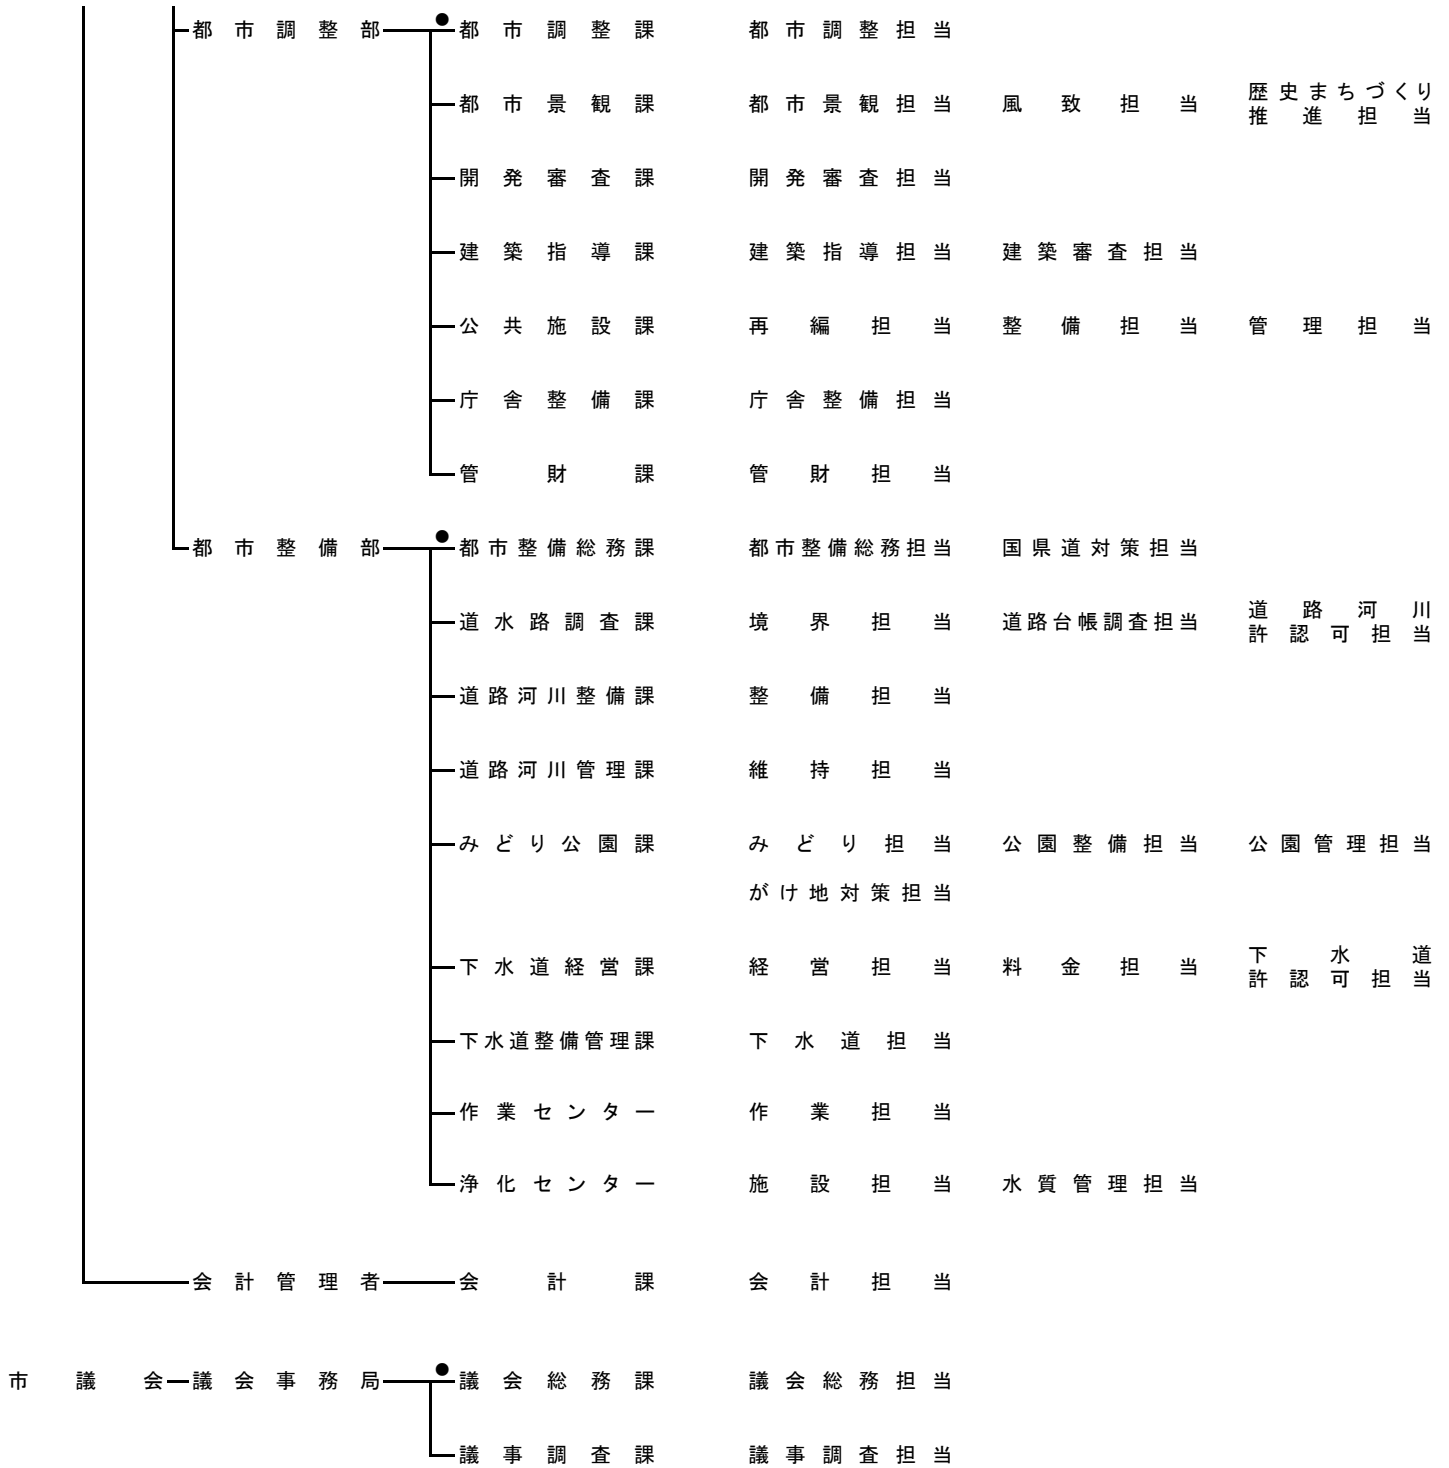 都市調整部 ● 都市調整課 都市調整担当
都市景観課 都市景観担当 風致担当 歴史まちづくり
推進担当
開発審査課 開発審査担当
建築指導課 建築指導担当 建築審査担当
公共施設課 再編担当 整備担当 管理担当
庁舎整備課 庁舎整備担当
管財課 管財担当
都市整備部 ● 都市整備総務課 都市整備総務担当 国県道対策担当
道水路調査課 境界担当 道路台帳調査担当 道路河川
許認可担当
道路河川整備課 整備担当
道路河川管理課 維持担当
みどり公園課 みどり担当 公園整備担当 公園管理担当
がけ地対策担当
下水道経営課 経営担当 料金担当 下水道
許認可担当
下水道整備管理課 下水道担当
作業センター 作業担当
浄化センター 施設担当 水質管理担当
会計管理者 会計課 会計担当
市議会 議会事務局 ● 議会総務課 議会総務担当
議事調査課 議事調査担当